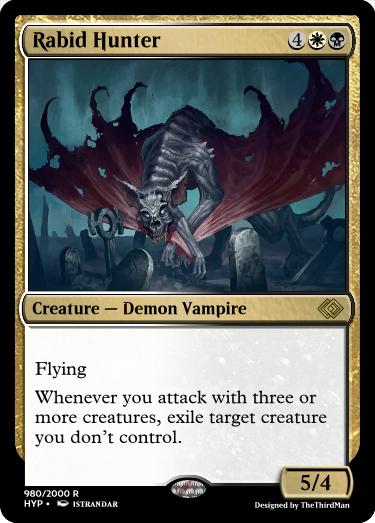 Rabid Hunter 4
Creature — Demon Vampire
Flying
Whenever you attack with three or
more creatures, exile target creature
you don't control.
5/4
980/2000 R
HYP • ISTRANDAR
Designed by TheThirdMan